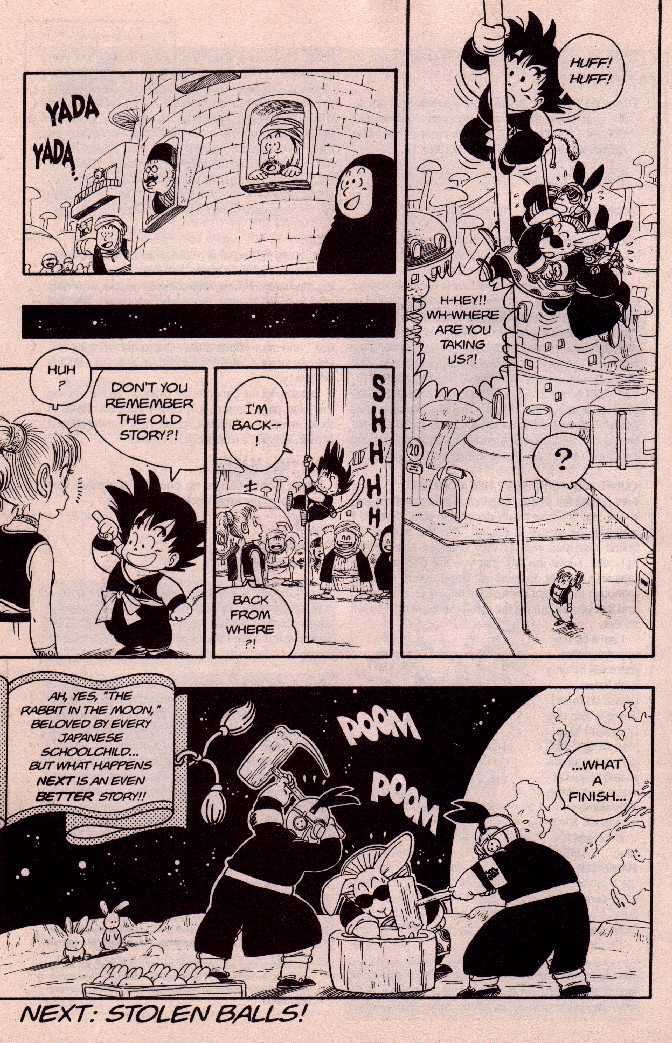 HUFF!
HUFF!
H-HEY!!
WH-WHERE
ARE YOU
TAKING
US?!
20
?
YADA
YADA
SHHHH
I'M
BACK--
!
BACK
FROM
WHERE
?!
DON'T YOU
REMEMBER
THE OLD
STORY?!
HUH
?
...WHAT
A
FINISH...
POOM
POOM
POOM
AH, YES, "THE
RABBIT IN THE MOON,"
BELOVED BY EVERY
JAPANESE
SCHOOLCHILD...
BUT WHAT HAPPENS
NEXT IS AN EVEN
BETTER STORY!!
NEXT: STOLEN BALLS!